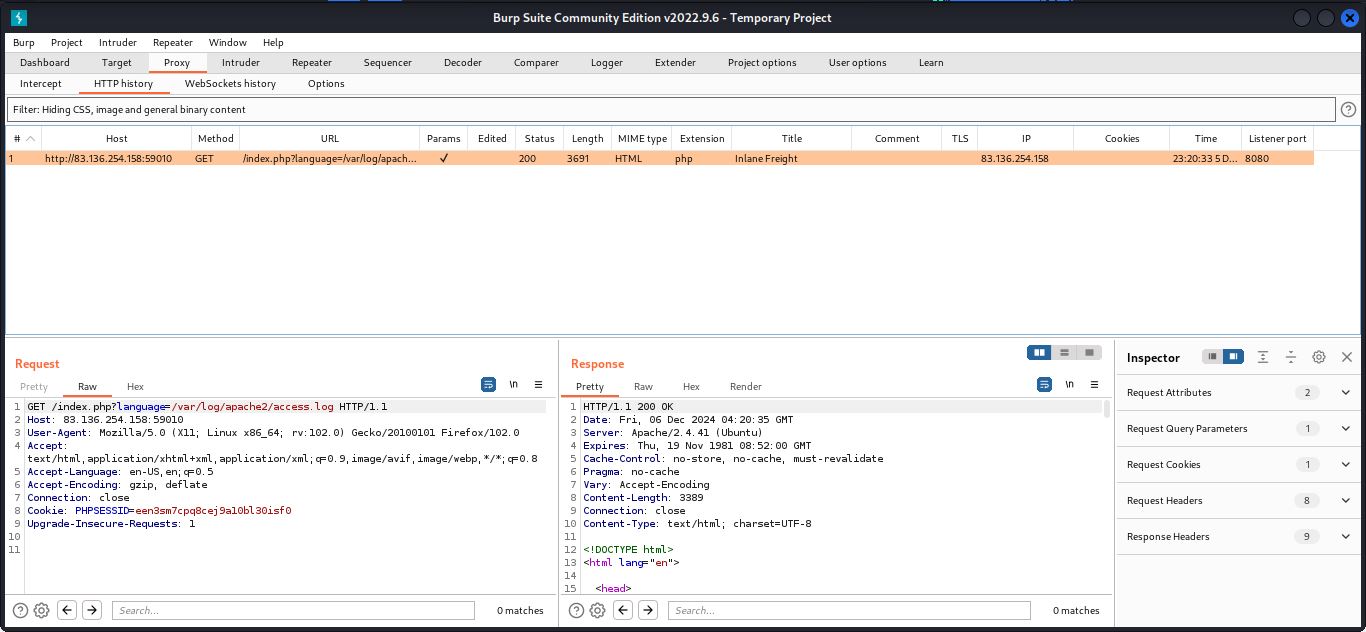 Burp Suite Community Edition v2022.9.6 - Temporary Project
Burp Project Intruder Repeater Window Help
Dashboard Target Proxy Intruder Repeater Sequencer Decoder Comparer Logger Extender Project options User options Learn
Intercept HTTP history WebSockets history Options
Filter: Hiding CSS, image and general binary content
# Host Method URL Params Edited Status Length MIME type Extension Title Comment TLS IP Cookies Time Listener port
1 http://83.136.254.158:59010 GET /index.php?language=/var/log/apach... ✓ 200 3691 HTML php Inlane Freight 83.136.254.158 23:20:33 5 D... 8080
Request
Pretty Raw Hex \n
1 GET /index.php?language=/var/log/apache2/access.log HTTP/1.1
2 Host: 83.136.254.158:59010
3 User-Agent: Mozilla/5.0 (X11; Linux x86_64; rv:102.0) Gecko/20100101 Firefox/102.0
4 Accept:
text/html,application/xhtml+xml,application/xml;q=0.9,image/avif,image/webp,*/*;q=0.8
5 Accept-Language: en-US,en;q=0.5
6 Accept-Encoding: gzip, deflate
7 Connection: close
8 Cookie: PHPSESSID=een3sm7cpq8cej9a10bl30isf0
9 Upgrade-Insecure-Requests: 1
10
11
Search... 0 matches
Response
Pretty Raw Hex Render \n
1 HTTP/1.1 200 OK
2 Date: Fri, 06 Dec 2024 04:20:35 GMT
3 Server: Apache/2.4.41 (Ubuntu)
4 Expires: Thu, 19 Nov 1981 08:52:00 GMT
5 Cache-Control: no-store, no-cache, must-revalidate
6 Pragma: no-cache
7 Vary: Accept-Encoding
8 Content-Length: 3389
9 Connection: close
10 Content-Type: text/html; charset=UTF-8
11
12 <!DOCTYPE html>
13 <html lang="en">
14
15 <head>
Search... 0 matches
Inspector
Request Attributes 2
Request Query Parameters 1
Request Cookies 1
Request Headers 8
Response Headers 9